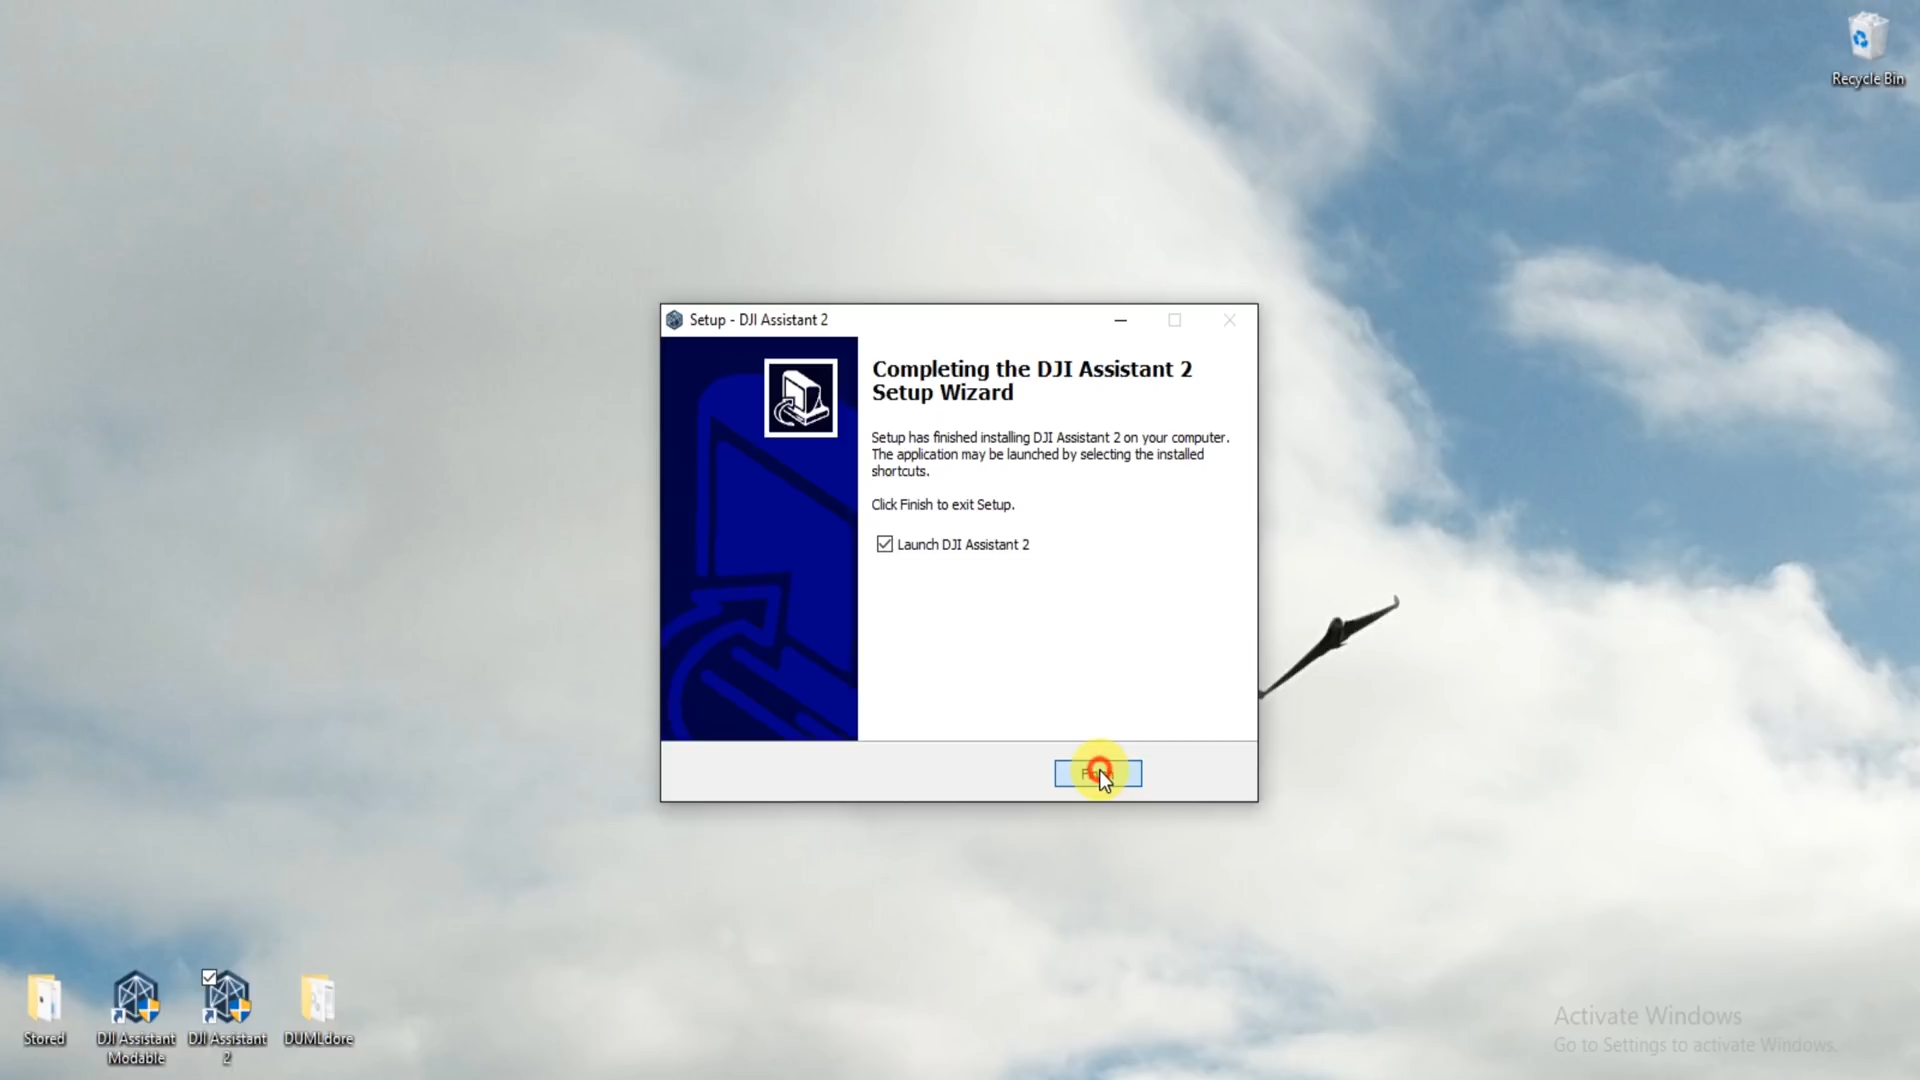 Recycle Bin
Setup - DJI Assistant 2
Completing the DJI Assistant 2
Setup Wizard
Setup has finished installing DJI Assistant 2 on your computer.
The application may be launched by selecting the installed
shortcuts.
Click Finish to exit Setup.
Launch DJI Assistant 2
Stored
DJI Assistant
Modable
DJI Assistant
2
DUMLdore
Activate Windows
Go to Settings to activate Windows.